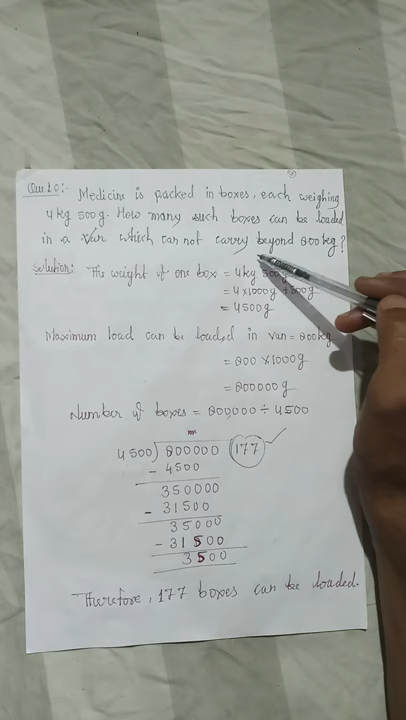 Que 10:- Medicine is packed in boxes, each weighing
4kg 500g. How many such boxes can be loaded
in a Van which can not carry beyond 800kg?
Solution: The weight of one box = 4kg 500g
= 4×1000g + 500g
= 4500g
Maximum load can be loaded in van = 800kg
= 800 ×1000g
= 800000g
Number of boxes = 800,000 ÷ 4500
4500)800000(177
- 4500
350000
- 31500
35000
- 31500
3500
Therefore, 177 boxes can be loaded.